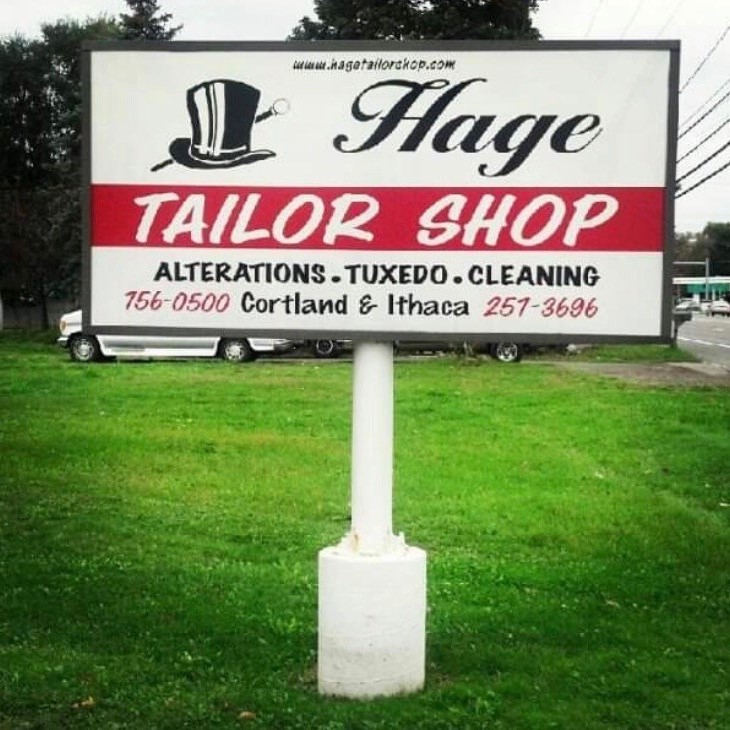 www.hagetailorshop.com
Hage
TAILOR SHOP
ALTERATIONS . TUXEDO . CLEANING
756-0500 Cortland & Ithaca 257-3696